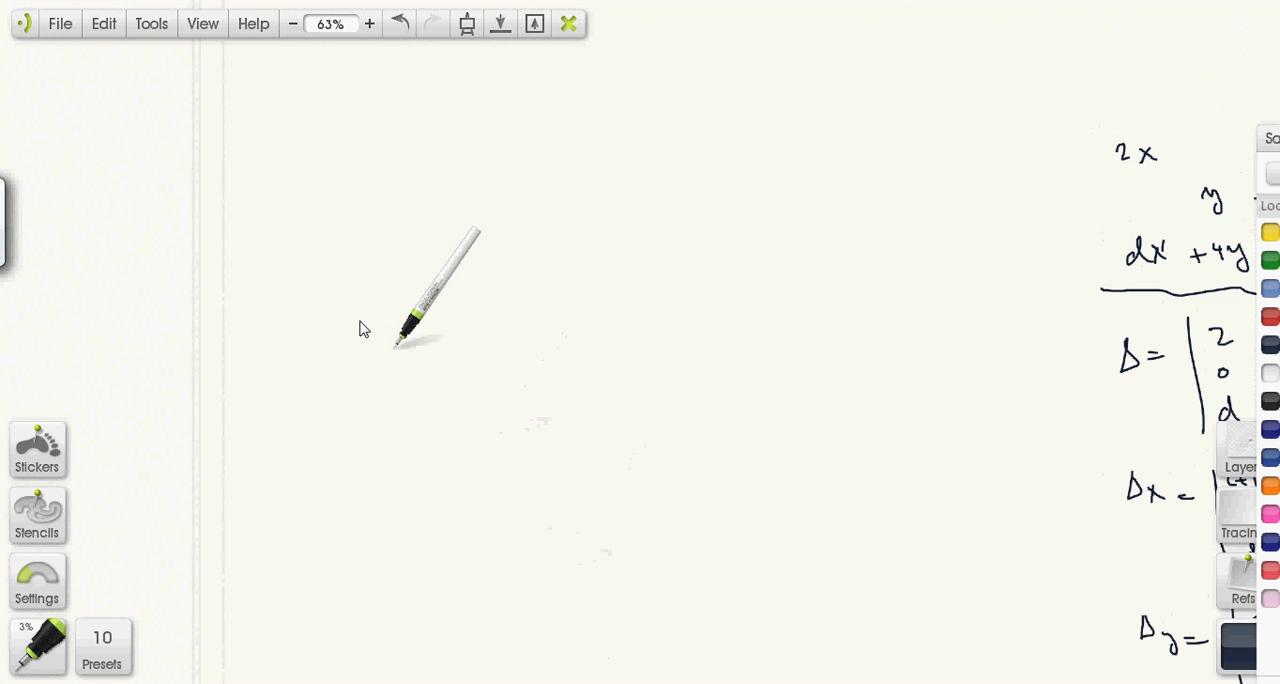 File Edit Tools View Help − 63% +
2x
y
dx +4y
Δ = | 2
0
d
Δx =
Δy =
Stickers
Stencils
Settings
3%
10
Presets
Sa
Loc
Layer
Tracin
Refs